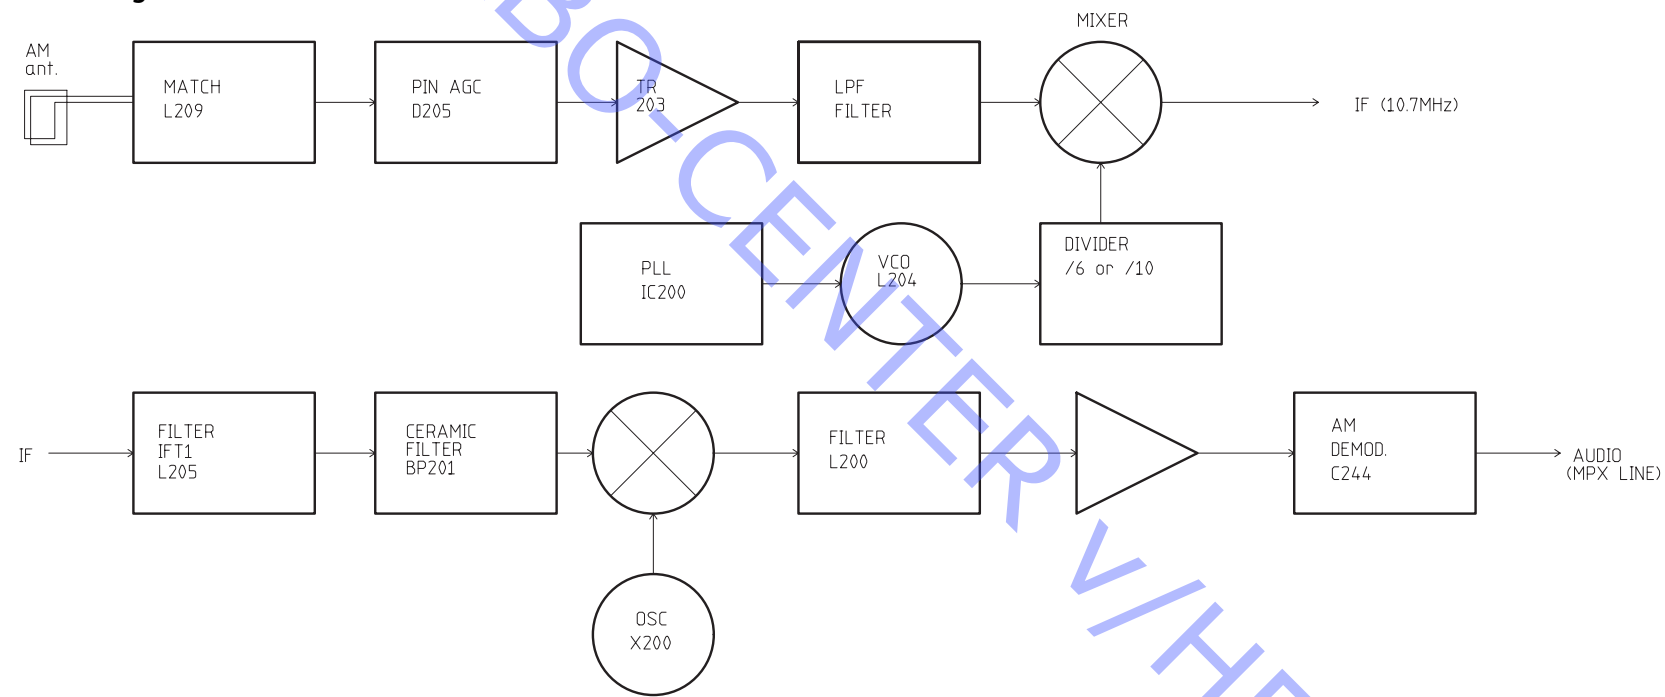 MIXER
AM
ant.
MATCH
L209
PIN AGC
D205
TR
203
LPF
FILTER
IF (10.7MHz)
PLL
IC200
VCO
L204
DIVIDER
/6 or /10
IF
FILTER
IFT1
L205
CERAMIC
FILTER
BP201
FILTER
L200
AM
DEMOD.
C244
AUDIO
(MPX LINE)
OSC
X200
BO-CENTER v/HE